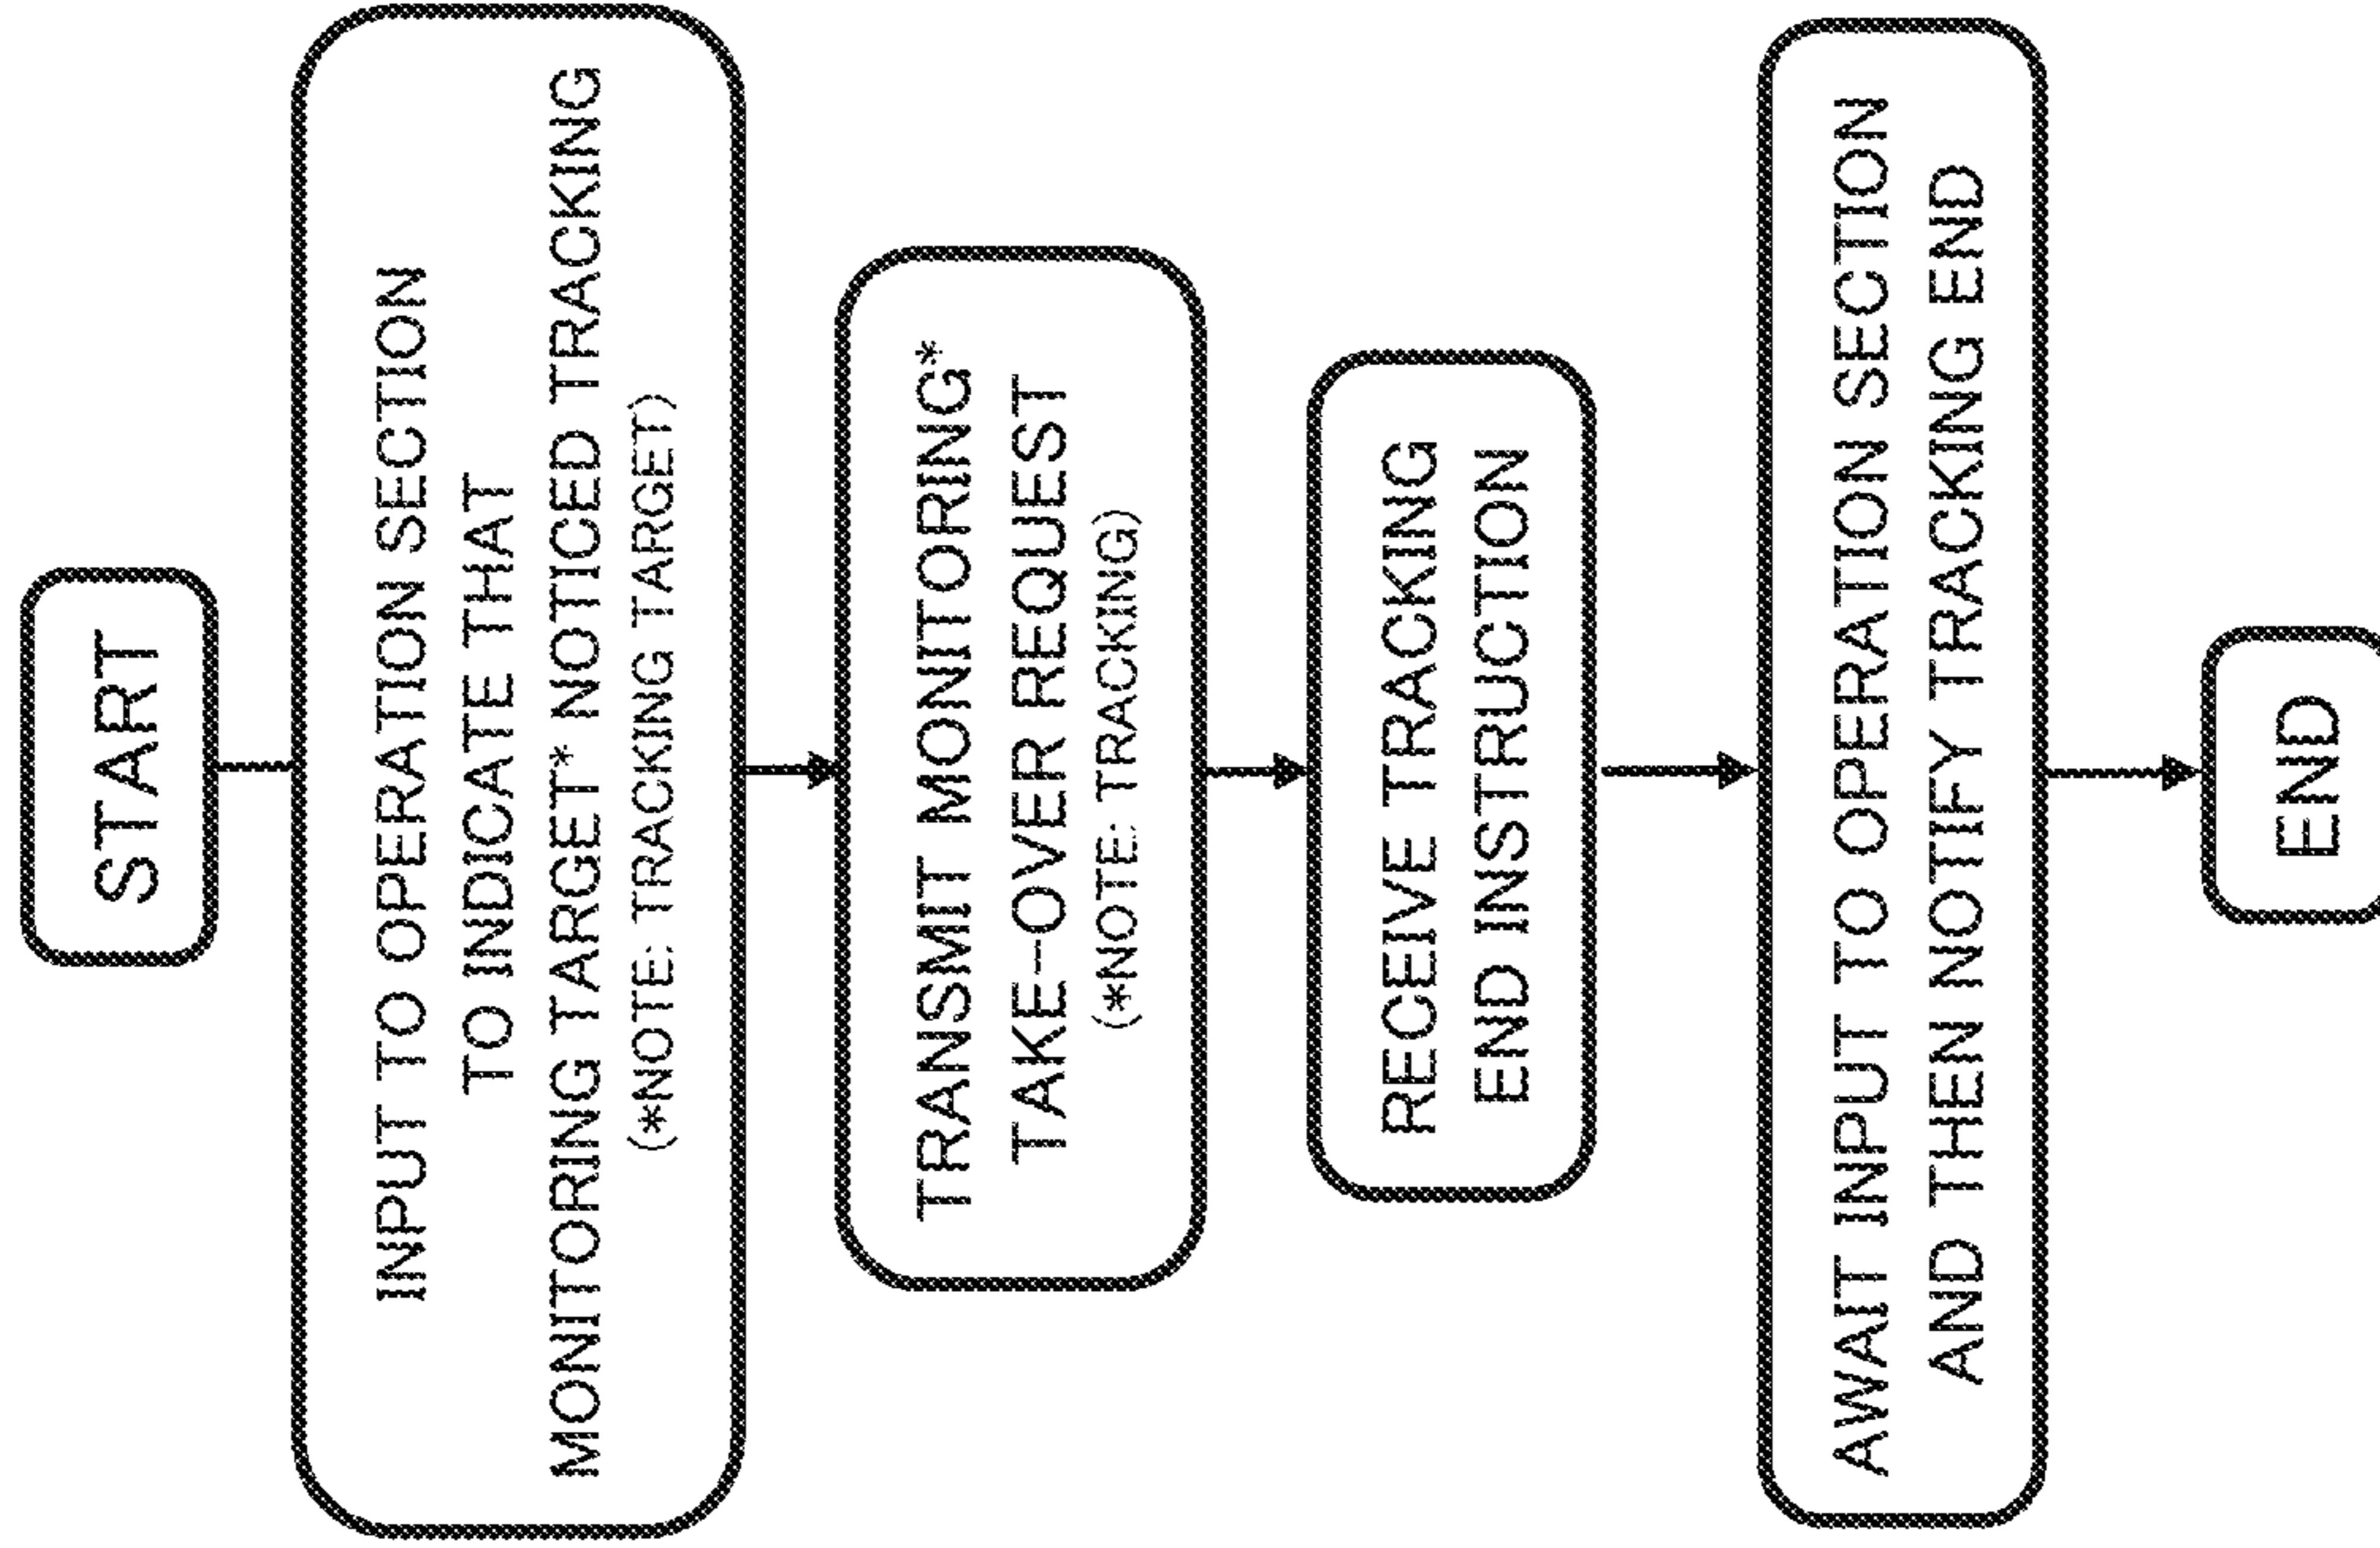 START
INPUT TO OPERATION SECTION
TO INDICATE THAT
MONITORING TARGET* NOTICED TRACKING
(*NOTE: TRACKING TARGET)
TRANSMIT MONITORING*
TAKE-OVER REQUEST
(*NOTE: TRACKING)
RECEIVE TRACKING
END INSTRUCTION
AWAIT INPUT TO OPERATION SECTION
AND THEN NOTIFY TRACKING END
END